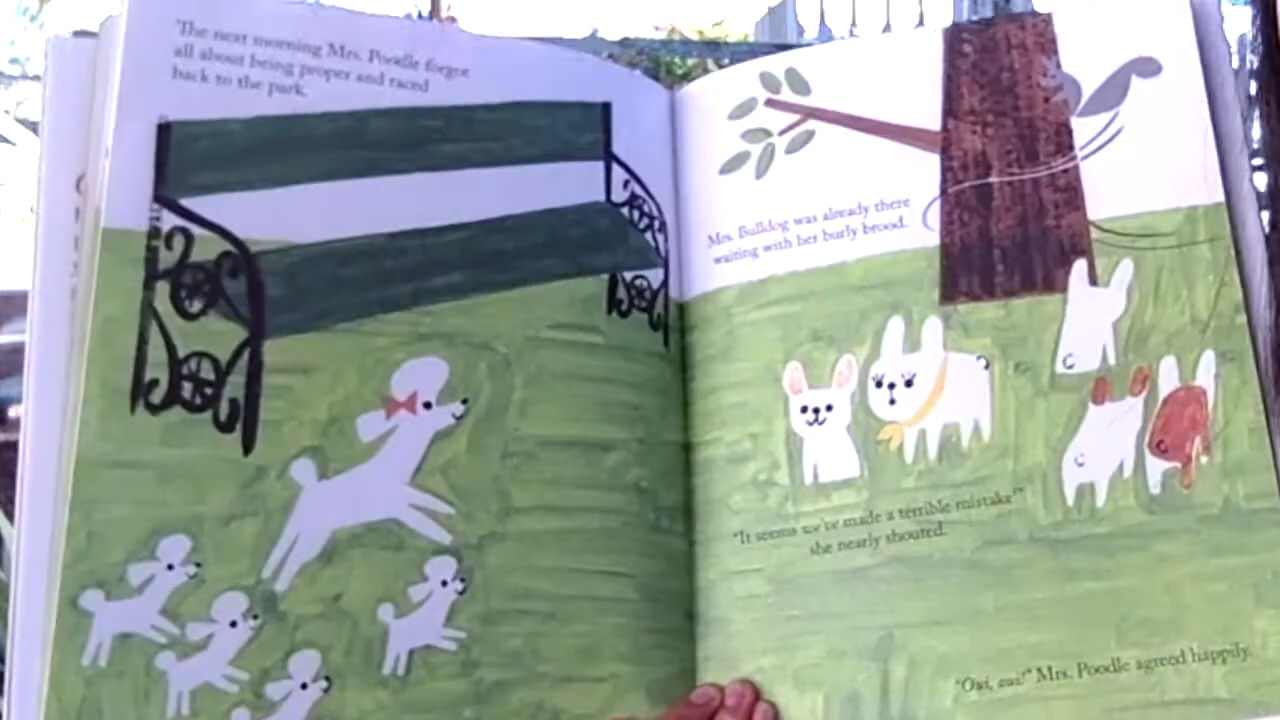 The next morning Mrs. Poodle forgot
all about being proper and raced
back to the park.
Mrs. Bulldog was already there
waiting with her burly brood.
"It seems we've made a terrible mistake!"
she nearly shouted.
"Oui, oui!" Mrs. Poodle agreed happily.